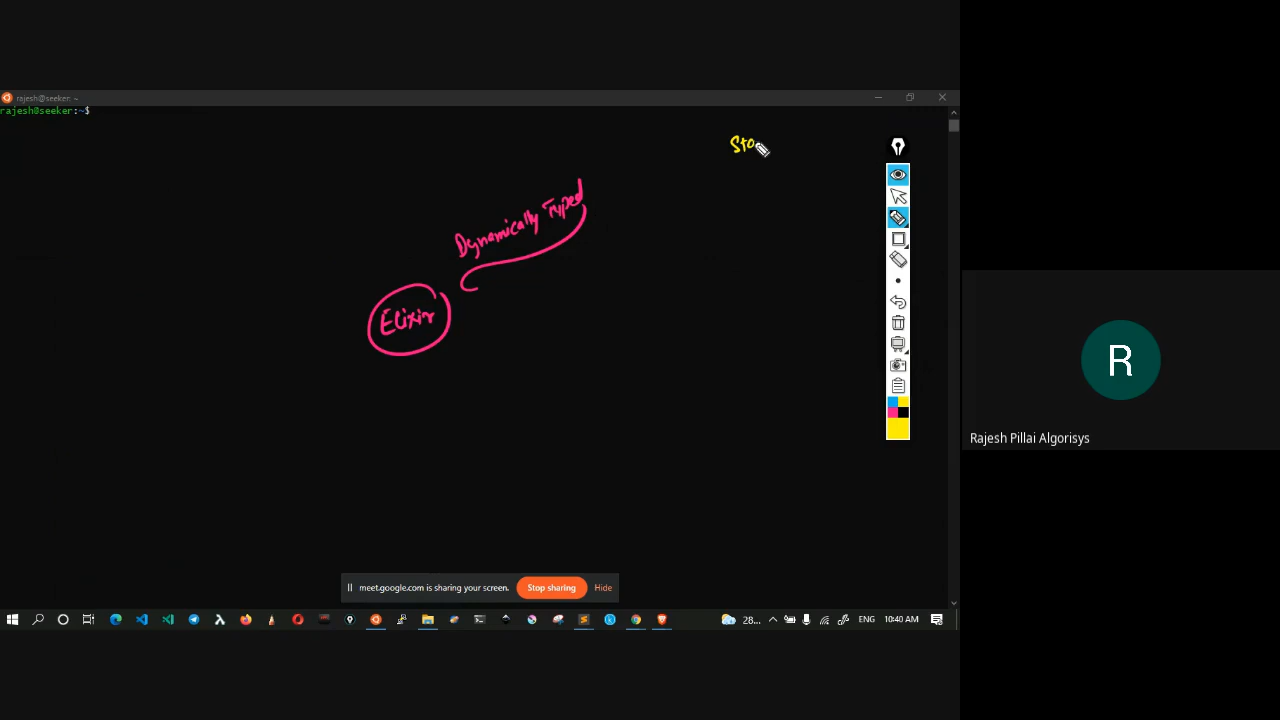 rajesh@seeker: ~
rajesh@seeker:~$
Sto
Dynamically Typed
Elixir
R
Rajesh Pillai Algorisys
meet.google.com is sharing your screen.
Stop sharing
Hide
28...
ENG
10:40 AM